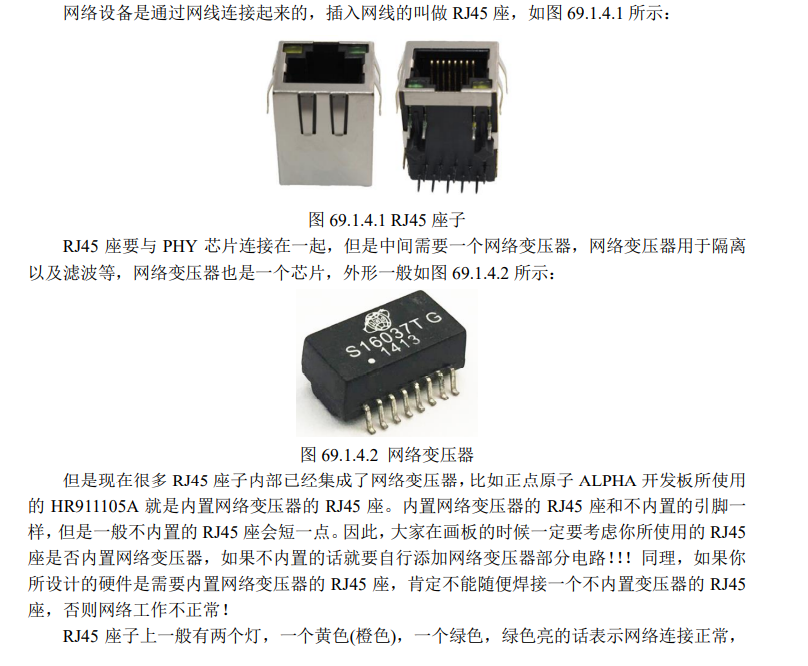 网络设备是通过网线连接起来的，插入网线的叫做 RJ45 座，如图 69.1.4.1 所示：
图 69.1.4.1 RJ45 座子
RJ45 座要与 PHY 芯片连接在一起，但是中间需要一个网络变压器，网络变压器用于隔离
以及滤波等，网络变压器也是一个芯片，外形一般如图 69.1.4.2 所示：
S16037T G
1413
图 69.1.4.2 网络变压器
但是现在很多 RJ45 座子内部已经集成了网络变压器，比如正点原子 ALPHA 开发板所使用
的 HR911105A 就是内置网络变压器的 RJ45 座。内置网络变压器的 RJ45 座和不内置的引脚一
样，但是一般不内置的 RJ45 座会短一点。因此，大家在画板的时候一定要考虑你所使用的 RJ45
座是否内置网络变压器，如果不内置的话就要自行添加网络变压器部分电路！！！同理，如果你
所设计的硬件是需要内置网络变压器的 RJ45 座，肯定不能随便焊接一个不内置变压器的 RJ45
座，否则网络工作不正常！
RJ45 座子上一般有两个灯，一个黄色(橙色)，一个绿色，绿色亮的话表示网络连接正常，